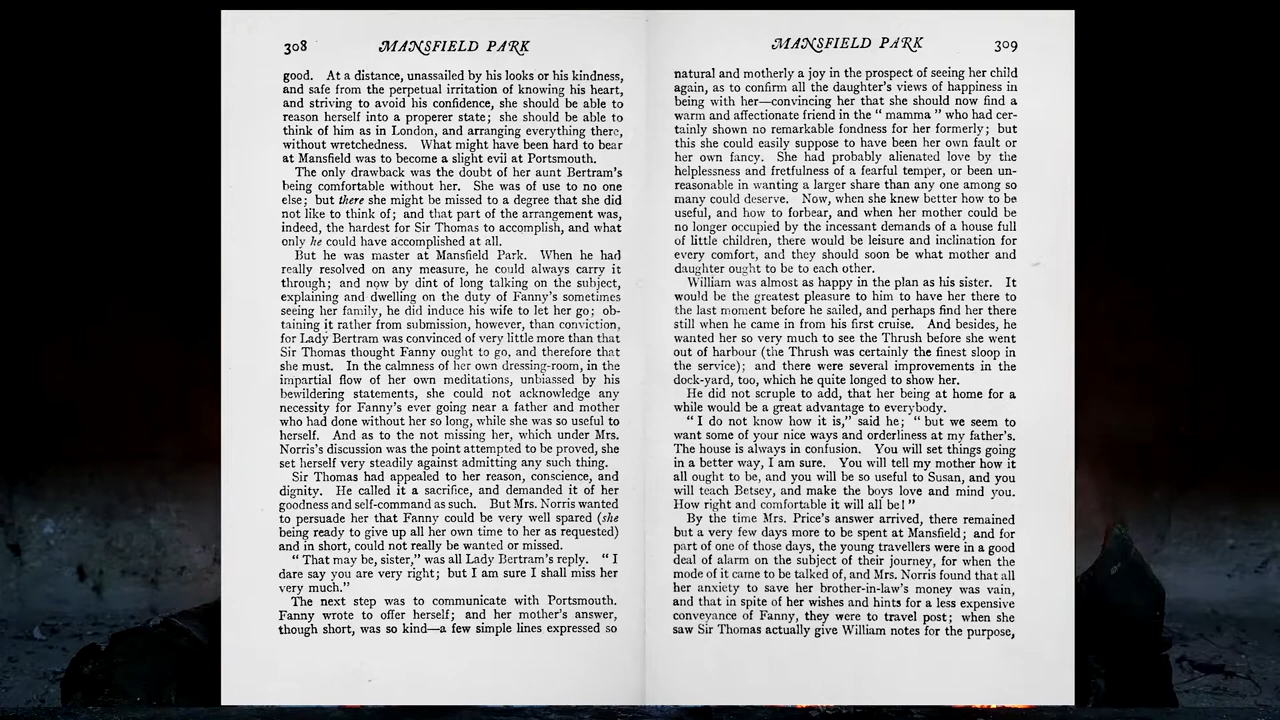 308 MANSFIELD PARK
good. At a distance, unassailed by his looks or his kindness,
and safe from the perpetual irritation of knowing his heart,
and striving to avoid his confidence, she should be able to
reason herself into a properer state; she should be able to
think of him as in London, and arranging everything there,
without wretchedness. What might have been hard to bear
at Mansfield was to become a slight evil at Portsmouth.
The only drawback was the doubt of her aunt Bertram's
being comfortable without her. She was of use to no one
else; but there she might be missed to a degree that she did
not like to think of; and that part of the arrangement was,
indeed, the hardest for Sir Thomas to accomplish, and what
only he could have accomplished at all.
But he was master at Mansfield Park. When he had
really resolved on any measure, he could always carry it
through; and now by dint of long talking on the subject,
explaining and dwelling on the duty of Fanny's sometimes
seeing her family, he did induce his wife to let her go; ob-
taining it rather from submission, however, than conviction,
for Lady Bertram was convinced of very little more than that
Sir Thomas thought Fanny ought to go, and therefore that
she must. In the calmness of her own dressing-room, in the
impartial flow of her own meditations, unbiassed by his
bewildering statements, she could not acknowledge any
necessity for Fanny's ever going near a father and mother
who had done without her so long, while she was so useful to
herself. And as to the not missing her, which under Mrs.
Norris's discussion was the point attempted to be proved, she
set herself very steadily against admitting any such thing.
Sir Thomas had appealed to her reason, conscience, and
dignity. He called it a sacrifice, and demanded it of her
goodness and self-command as such. But Mrs. Norris wanted
to persuade her that Fanny could be very well spared (she
being ready to give up all her own time to her as requested)
and in short, could not really be wanted or missed.
"That may be, sister," was all Lady Bertram's reply. "I
dare say you are very right; but I am sure I shall miss her
very much."
The next step was to communicate with Portsmouth.
Fanny wrote to offer herself; and her mother's answer,
though short, was so kind—a few simple lines expressed so
MANSFIELD PARK 309
natural and motherly a joy in the prospect of seeing her child
again, as to confirm all the daughter's views of happiness in
being with her—convincing her that she should now find a
warm and affectionate friend in the "mamma" who had cer-
tainly shown no remarkable fondness for her formerly; but
this she could easily suppose to have been her own fault or
her own fancy. She had probably alienated love by the
helplessness and fretfulness of a fearful temper, or been un-
reasonable in wanting a larger share than any one among so
many could deserve. Now, when she knew better how to be
useful, and how to forbear, and when her mother could be
no longer occupied by the incessant demands of a house full
of little children, there would be leisure and inclination for
every comfort, and they should soon be what mother and
daughter ought to be to each other.
William was almost as happy in the plan as his sister. It
would be the greatest pleasure to him to have her there to
the last moment before he sailed, and perhaps find her there
still when he came in from his first cruise. And besides, he
wanted her so very much to see the Thrush before she went
out of harbour (the Thrush was certainly the finest sloop in
the service); and there were several improvements in the
dock-yard, too, which he quite longed to show her.
He did not scruple to add, that her being at home for a
while would be a great advantage to everybody.
"I do not know how it is," said he; "but we seem to
want some of your nice ways and orderliness at my father's.
The house is always in confusion. You will set things going
in a better way, I am sure. You will tell my mother how it
all ought to be, and you will be so useful to Susan, and you
will teach Betsey, and make the boys love and mind you.
How right and comfortable it will all be!"
By the time Mrs. Price's answer arrived, there remained
but a very few days more to be spent at Mansfield; and for
part of one of those days, the young travellers were in a good
deal of alarm on the subject of their journey, for when the
mode of it came to be talked of, and Mrs. Norris found that all
her anxiety to save her brother-in-law's money was vain,
and that in spite of her wishes and hints for a less expensive
conveyance of Fanny, they were to travel post; when she
saw Sir Thomas actually give William notes for the purpose,